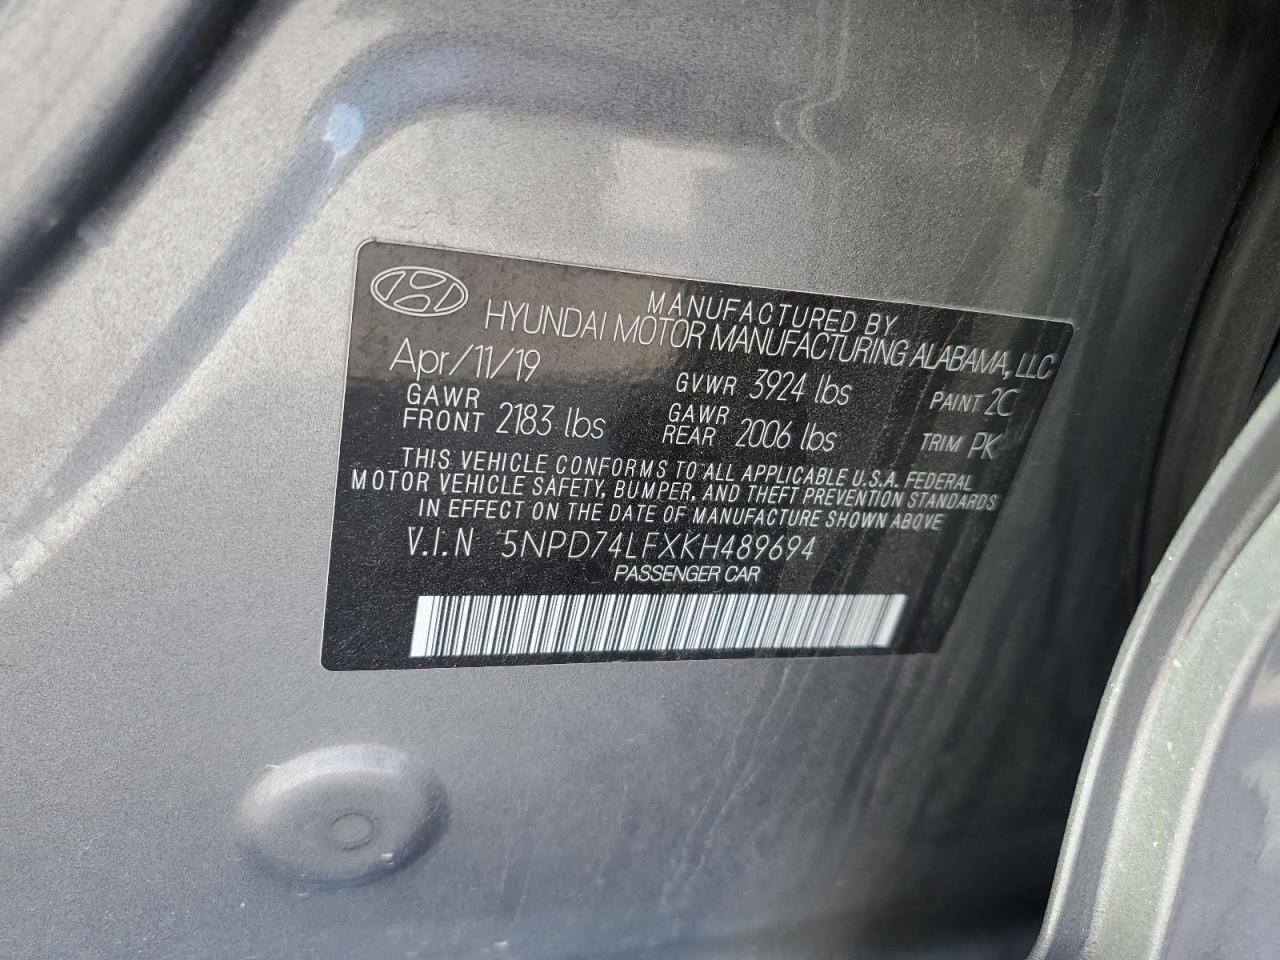 MANUFACTURED BY
HYUNDAI MOTOR MANUFACTURING ALABAMA, LLC
Apr/11/19 GVWR 3924 lbs PAINT 2C
GAWR FRONT 2183 lbs GAWR REAR 2006 lbs TRIM PK
THIS VEHICLE CONFORMS TO ALL APPLICABLE U.S.A. FEDERAL
MOTOR VEHICLE SAFETY, BUMPER, AND THEFT PREVENTION STANDARDS
IN EFFECT ON THE DATE OF MANUFACTURE SHOWN ABOVE
V.I.N 5NPD74LFXKH489694
PASSENGER CAR